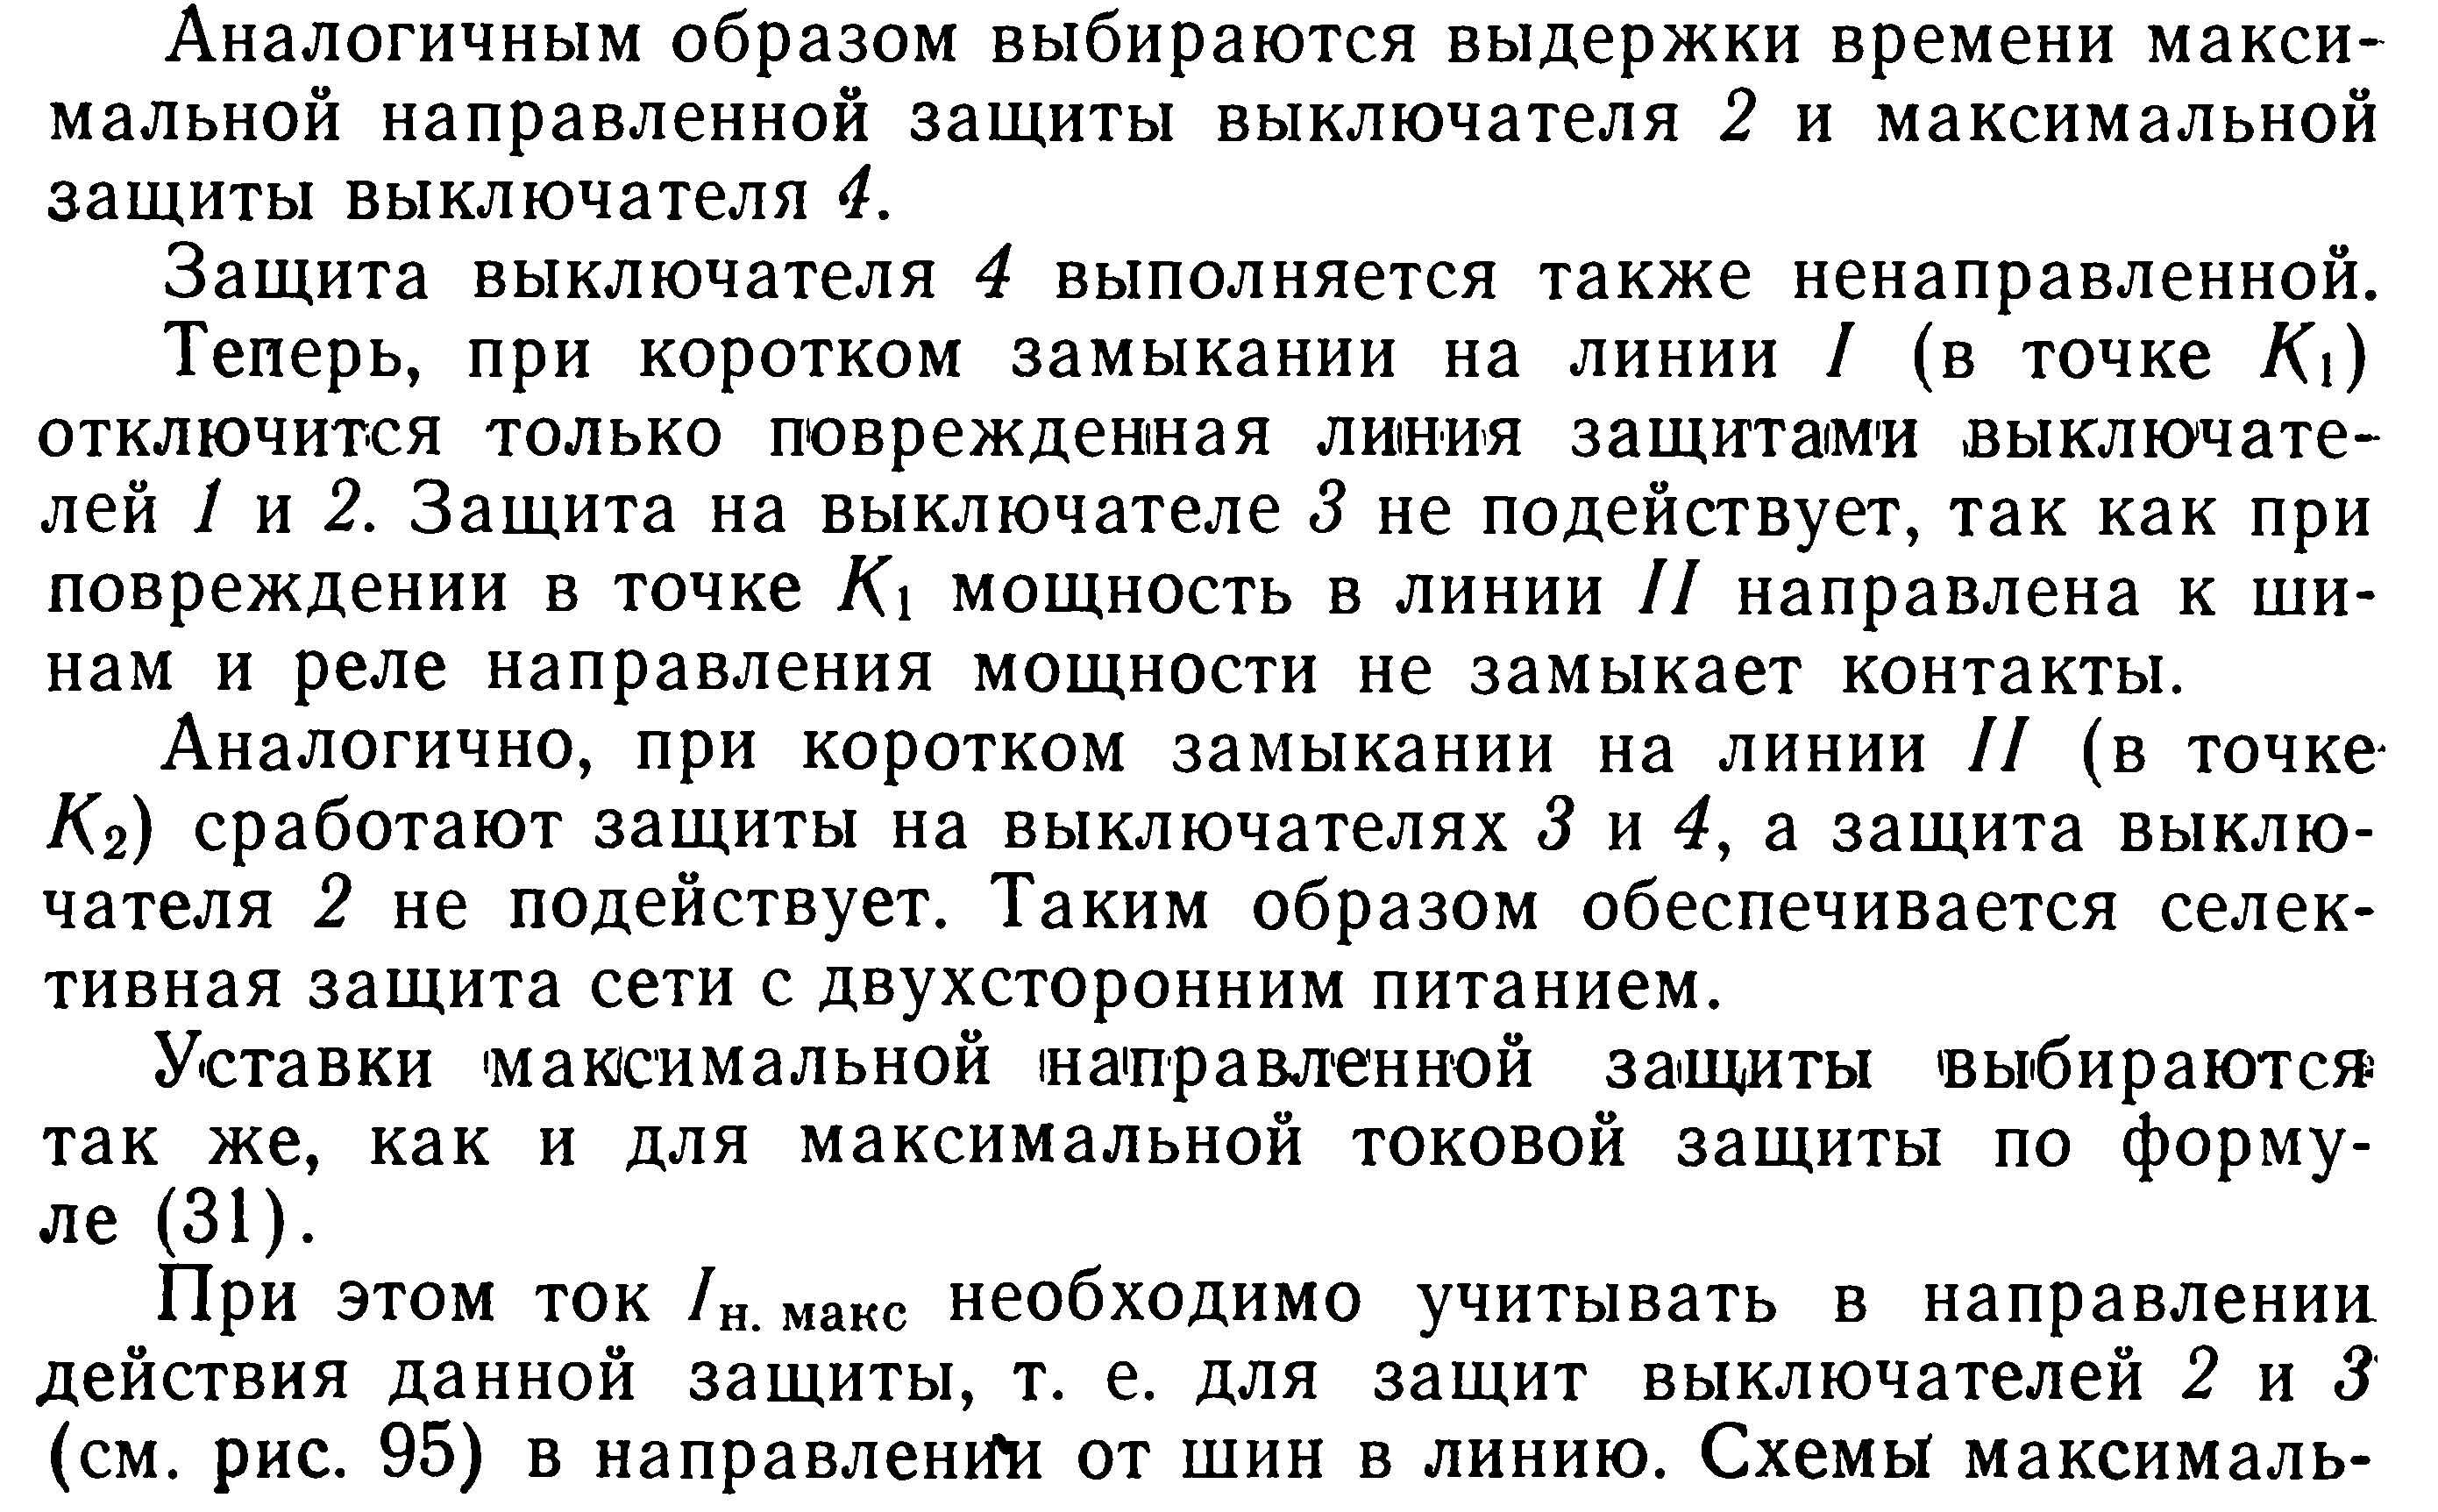 Аналогичным образом выбираются выдержки времени макси-
мальной направленной защиты выключателя 2 и максимальной
защиты выключателя 4.
Защита выключателя 4 выполняется также ненаправленной.
Теперь, при коротком замыкании на линии I (в точке K₁)
отключится только поврежденная линия защитами выключате-
лей 1 и 2. Защита на выключателе 3 не подействует, так как при
повреждении в точке K₁ мощность в линии II направлена к ши-
нам и реле направления мощности не замыкает контакты.
Аналогично, при коротком замыкании на линии II (в точке
K₂) сработают защиты на выключателях 3 и 4, а защита выклю-
чателя 2 не подействует. Таким образом обеспечивается селек-
тивная защита сети с двухсторонним питанием.
Уставки максимальной направленной защиты выбираются
так же, как и для максимальной токовой защиты по форму-
ле (31).
При этом ток Iн. макс необходимо учитывать в направлении
действия данной защиты, т. е. для защит выключателей 2 и 3
(см. рис. 95) в направлении от шин в линию. Схемы максималь-